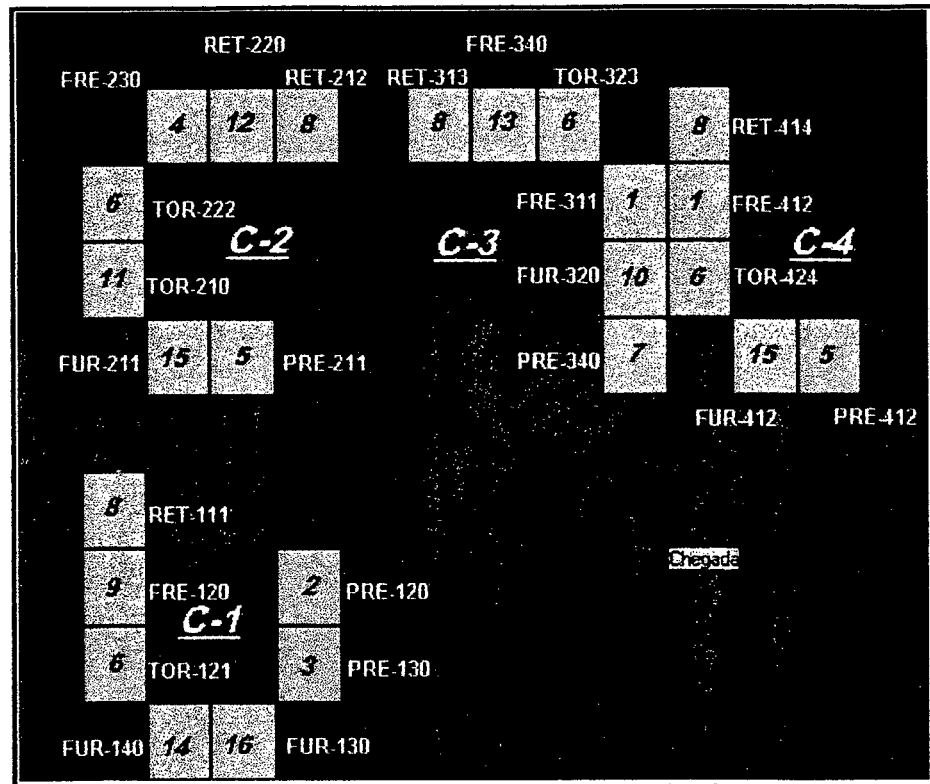 RET-220 FRE-340
FRE-230 RET-212 RET-313 TOR-323
4 12 8 8 13 6 8 RET-414
6 TOR-222 FRE-311 1 1 FRE-412
C-2 C-3 C-4
11 TOR-210 FUR-320 10 6 TOR-424
FUR-211 15 5 PRE-211 PRE-340 7 15 5
FUR-412 PRE-412
8 RET-111
Chegada
9 FRE-120 2 PRE-120
C-1
6 TOR-121 3 PRE-130
FUR-140 14 16 FUR-130